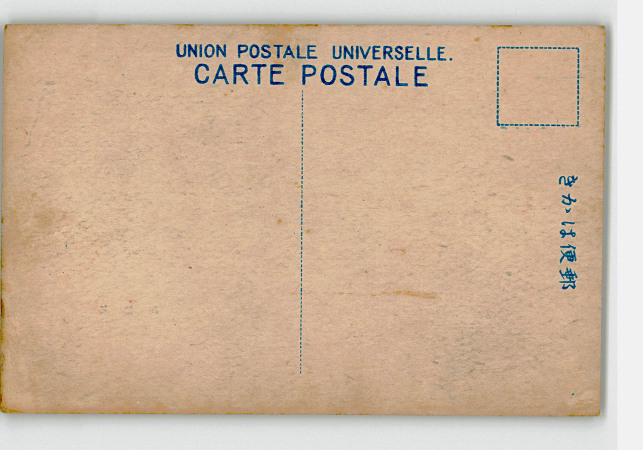 UNION POSTALE UNIVERSELLE.
CARTE POSTALE
郵便はかき